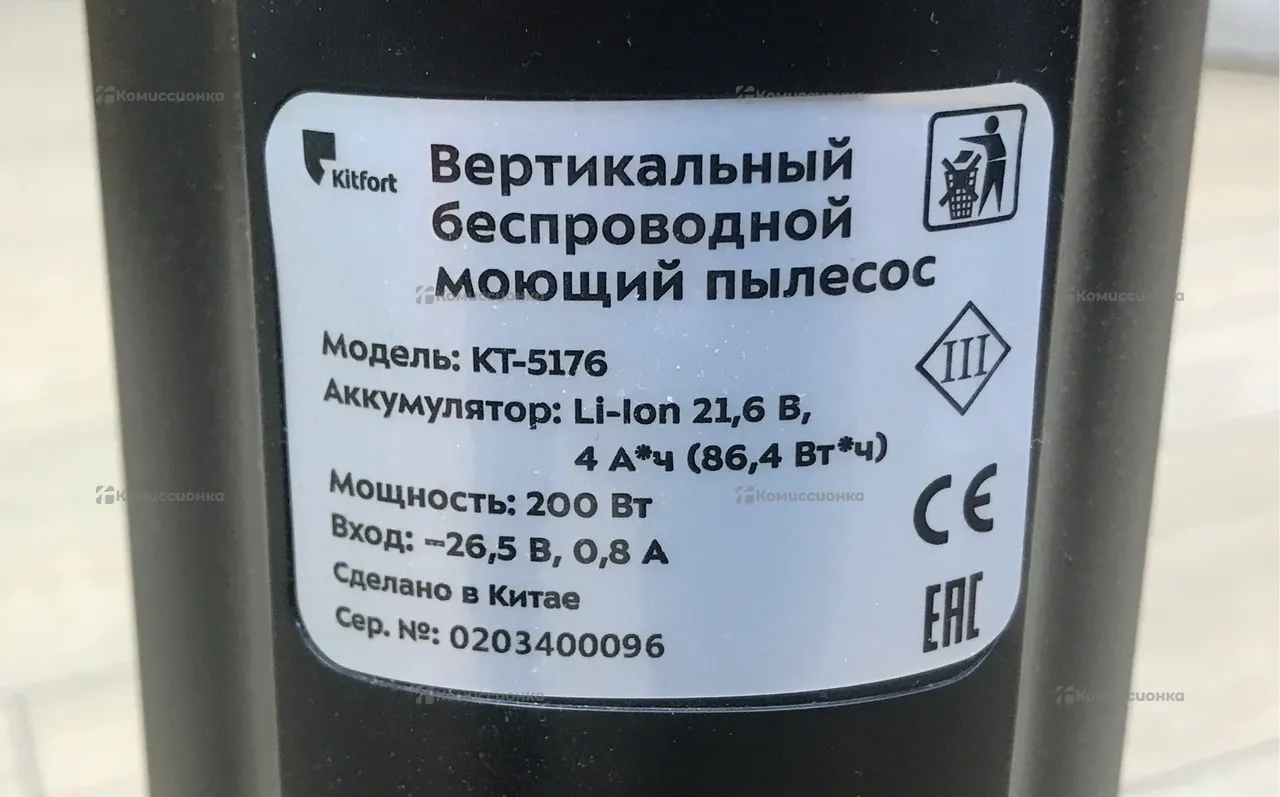 Kitfort
Вертикальный
беспроводной
моющий пылесос
Модель: КТ-5176
Аккумулятор: Li-Ion 21,6 В,
4 А*ч (86,4 Вт*ч)
Мощность: 200 Вт
Вход: ⎓26,5 В, 0,8 А
Сделано в Китае
Сер. №: 0203400096
III
CE
EAC
Комиссионка
Комиссионка
Комиссионка
Комиссионка
Комиссионка
Комиссионка
Комиссионка
Комиссионка